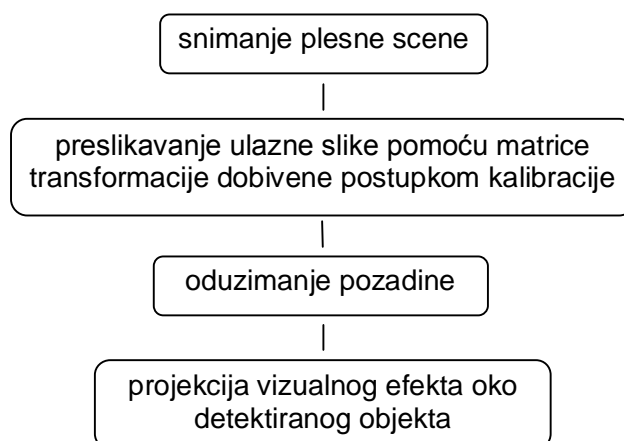 snimanje plesne scene
preslikavanje ulazne slike pomoću matrice
transformacije dobivene postupkom kalibracije
oduzimanje pozadine
projekcija vizualnog efekta oko
detektiranog objekta